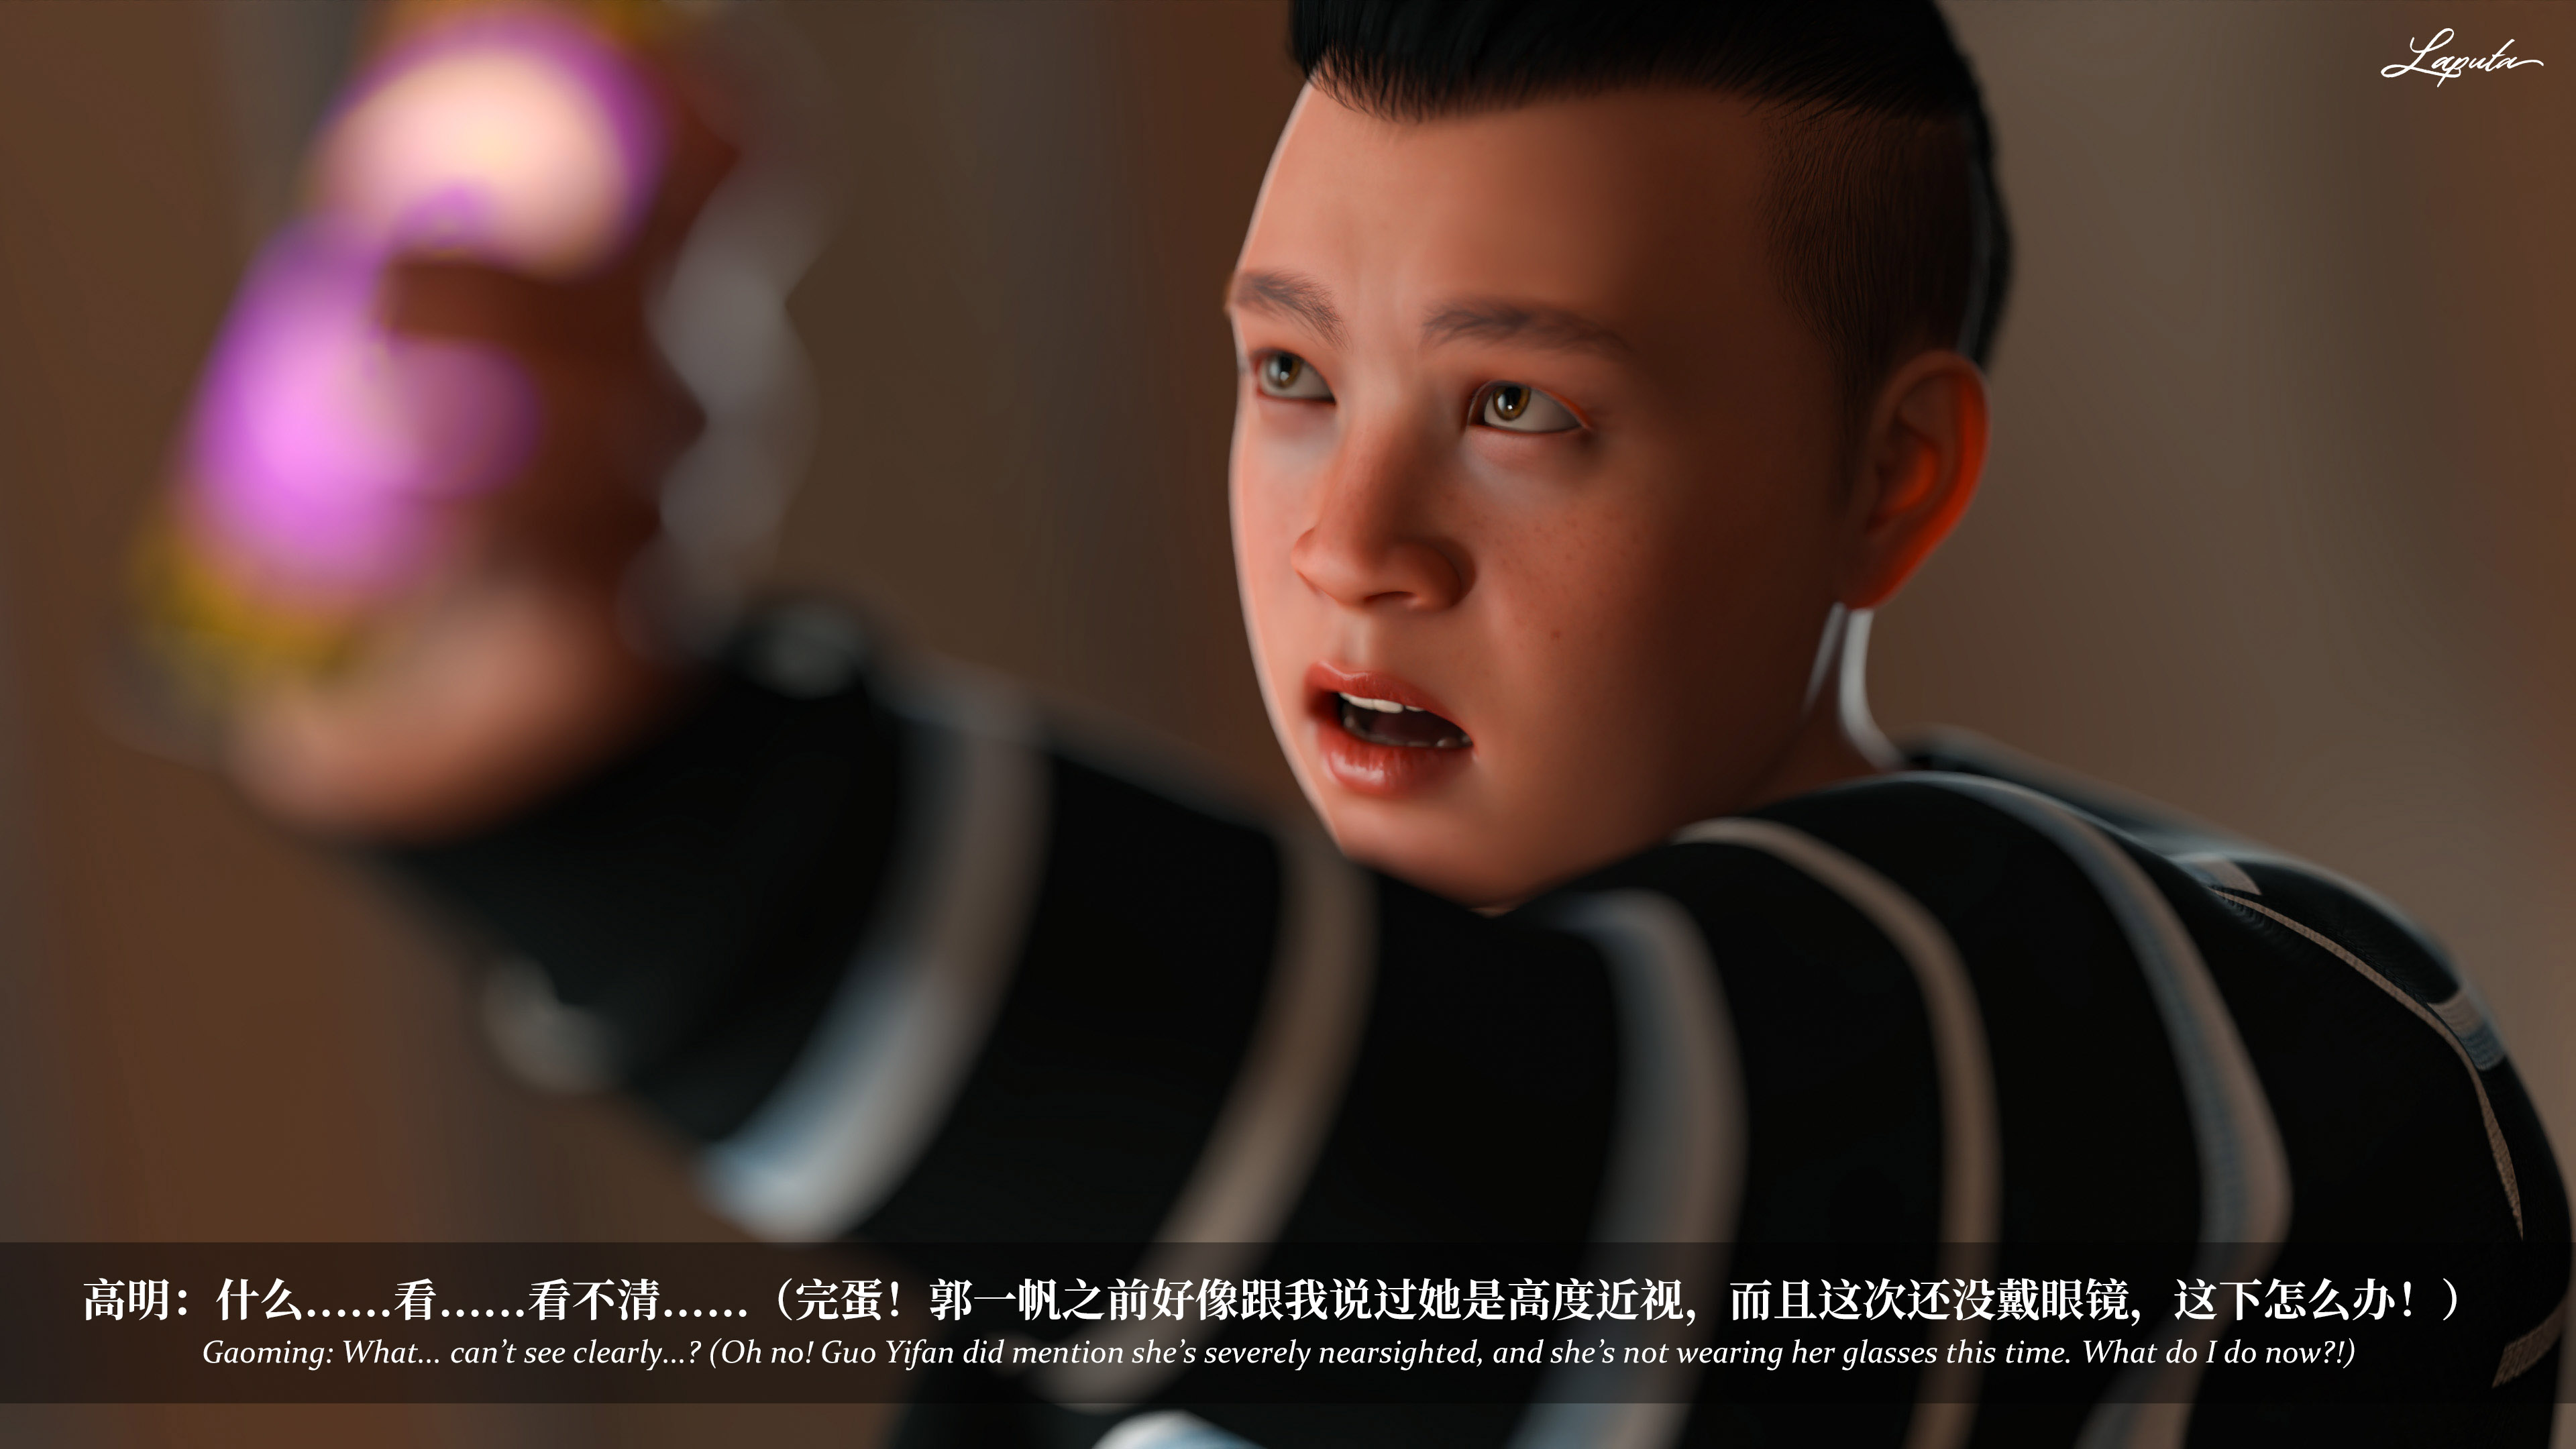 Laputa
高明：什么……看……看不清……（完蛋！郭一帆之前好像跟我说过她是高度近视，而且这次还没戴眼镜，这下怎么办！）
Gaoming: What... can't see clearly...? (Oh no! Guo Yifan did mention she's severely nearsighted, and she's not wearing her glasses this time. What do I do now?!)